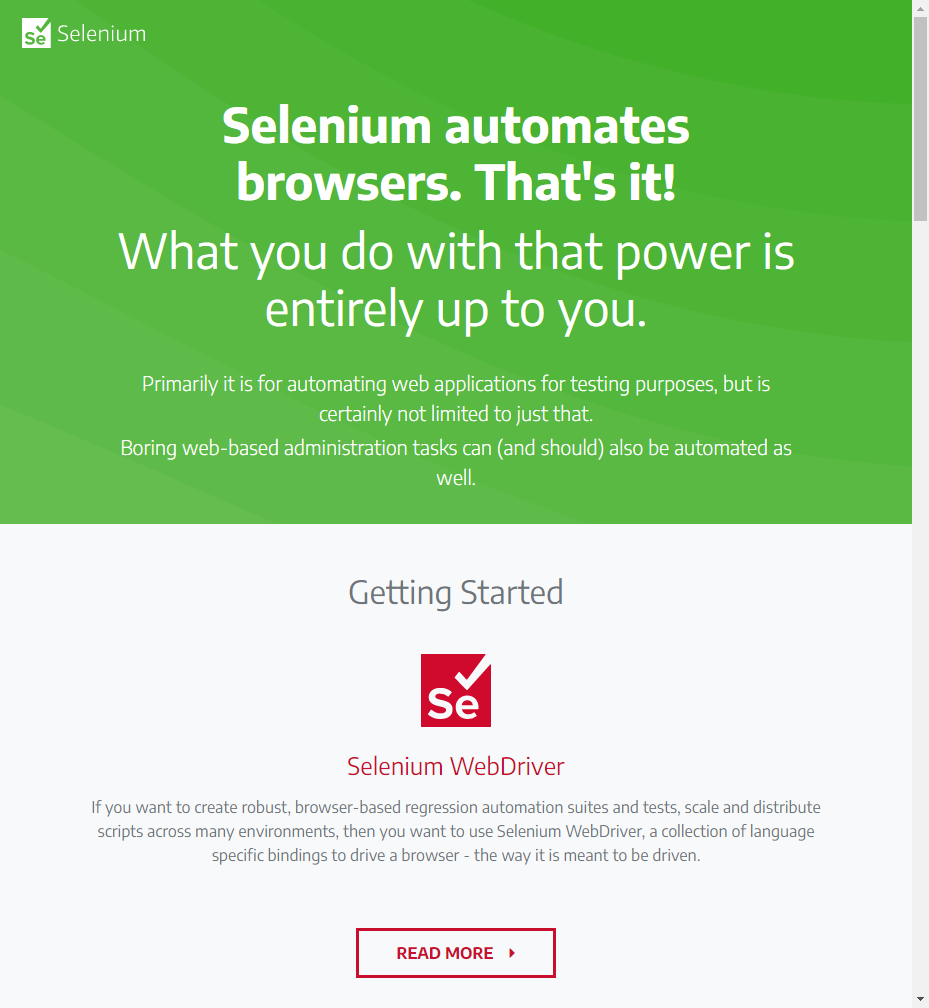 Se Selenium
Selenium automates
browsers. That's it!
What you do with that power is
entirely up to you.
Primarily it is for automating web applications for testing purposes, but is
certainly not limited to just that.
Boring web-based administration tasks can (and should) also be automated as
well.
Getting Started
Se
Selenium WebDriver
If you want to create robust, browser-based regression automation suites and tests, scale and distribute
scripts across many environments, then you want to use Selenium WebDriver, a collection of language
specific bindings to drive a browser - the way it is meant to be driven.
READ MORE